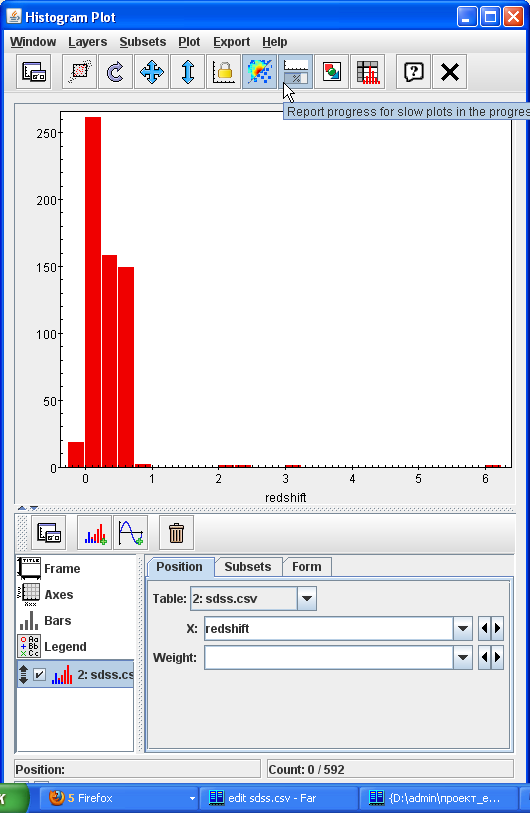 Histogram Plot
Window Layers Subsets Plot Export Help
%
Report progress for slow plots in the progres
250
200
150
100
50
0
0 1 2 3 4 5 6
redshift
Frame
Axes
Bars
Legend
2: sdss.cs
Position Subsets Form
Table: 2: sdss.csv
X: redshift
Weight:
Position:
Count: 0 / 592
5 Firefox
edit sdss.csv - Far
{D:\admin\проект_е...